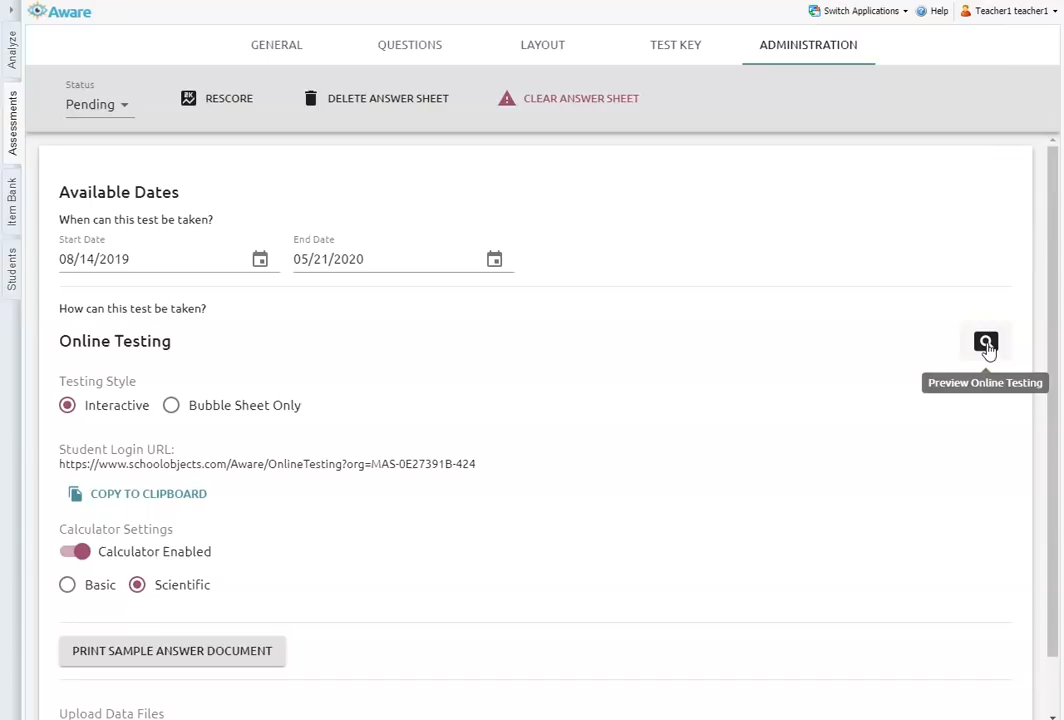 Aware
Switch Applications
Help
Teacher1 teacher1
Analyze
Assessments
Item Bank
Students
GENERAL
QUESTIONS
LAYOUT
TEST KEY
ADMINISTRATION
Status
Pending
RESCORE
DELETE ANSWER SHEET
CLEAR ANSWER SHEET
Available Dates
When can this test be taken?
Start Date
End Date
08/14/2019
05/21/2020
How can this test be taken?
Online Testing
Preview Online Testing
Testing Style
Interactive
Bubble Sheet Only
Student Login URL:
https://www.schoolobjects.com/Aware/OnlineTesting?org=MAS-0E27391B-424
COPY TO CLIPBOARD
Calculator Settings
Calculator Enabled
Basic
Scientific
PRINT SAMPLE ANSWER DOCUMENT
Upload Data Files